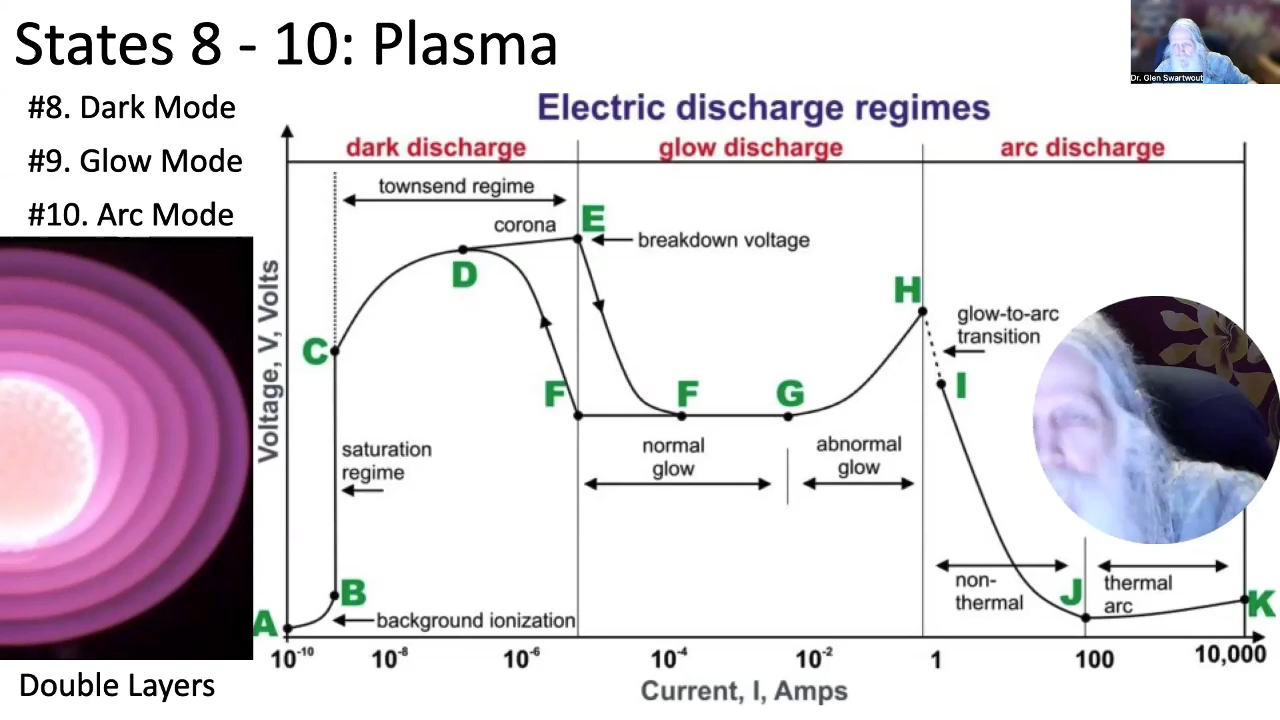 States 8 - 10: Plasma
Dr. Glen Swartwout
#8. Dark Mode
#9. Glow Mode
#10. Arc Mode
Electric discharge regimes
dark discharge
glow discharge
arc discharge
townsend regime
corona
E
breakdown voltage
D
H
glow-to-arc
transition
C
F
F
G
I
Voltage, V, Volts
saturation
regime
normal
glow
abnormal
glow
B
non-
thermal
J
thermal
arc
K
A
background ionization
10-10
10-8
10-6
10-4
10-2
1
100
10,000
Current, I, Amps
Double Layers